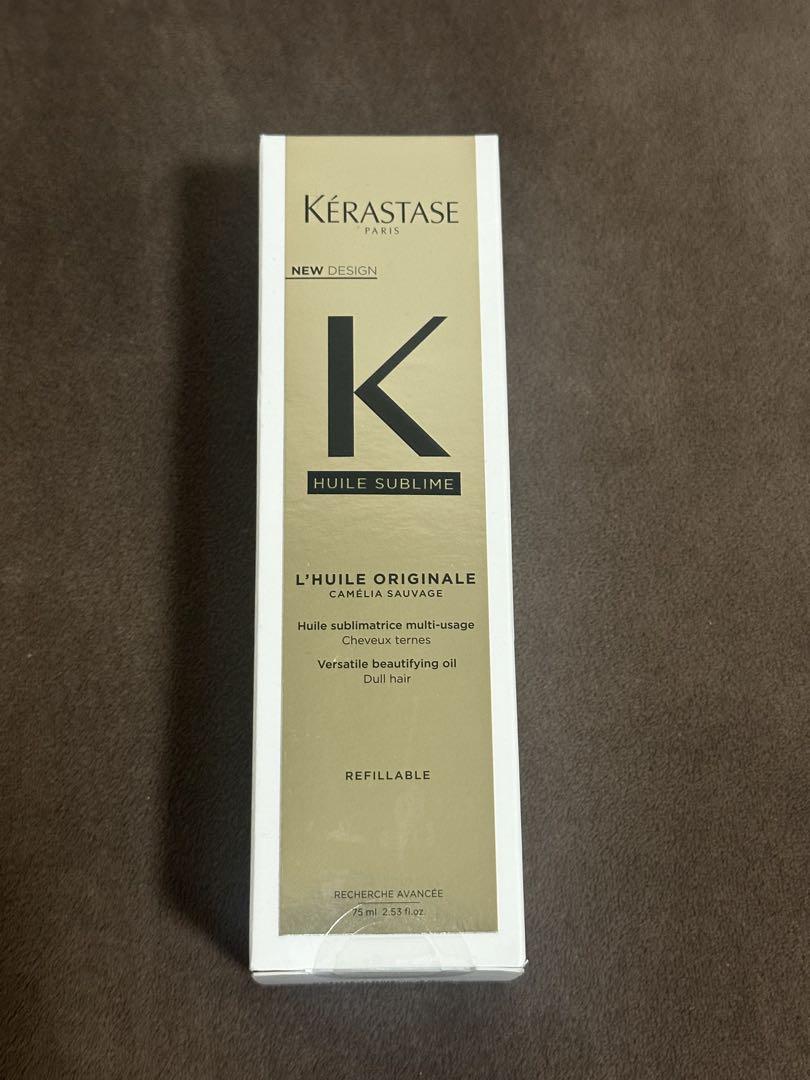 KÉRASTASE
PARIS
NEW DESIGN
K
HUILE SUBLIME
L'HUILE ORIGINALE
CAMÉLIA SAUVAGE
Huile sublimatrice multi-usage
Cheveux ternes
Versatile beautifying oil
Dull hair
REFILLABLE
RECHERCHE AVANCÉE
75 ml 2.53 fl.oz.